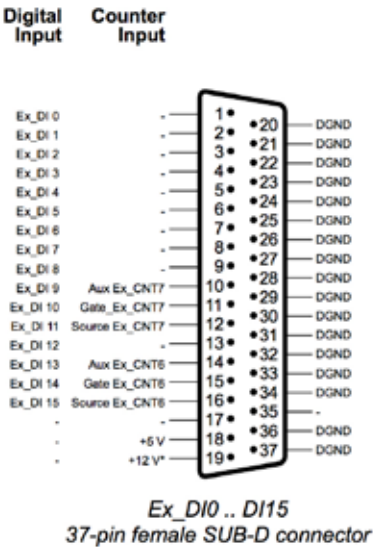 Digital Input Counter Input
Ex_DI 0 - 1 20 DGND
Ex_DI 1 - 2 21 DGND
Ex_DI 2 - 3 22 DGND
Ex_DI 3 - 4 23 DGND
Ex_DI 4 - 5 24 DGND
Ex_DI 5 - 6 25 DGND
Ex_DI 6 - 7 26 DGND
Ex_DI 7 - 8 27 DGND
Ex_DI 8 - 9 28 DGND
Ex_DI 9 Aux Ex_CNT7 10 29 DGND
Ex_DI 10 Gate_Ex_CNT7 11 30 DGND
Ex_DI 11 Source Ex_CNT7 12 31 DGND
Ex_DI 12 - 13 32 DGND
Ex_DI 13 Aux Ex_CNT6 14 33 DGND
Ex_DI 14 Gate Ex_CNT6 15 34 DGND
Ex_DI 15 Source Ex_CNT6 16 35 -
- - 17 36 DGND
- +5 V 18 37 DGND
- +12 V* 19
Ex_DI0 .. DI15
37-pin female SUB-D connector